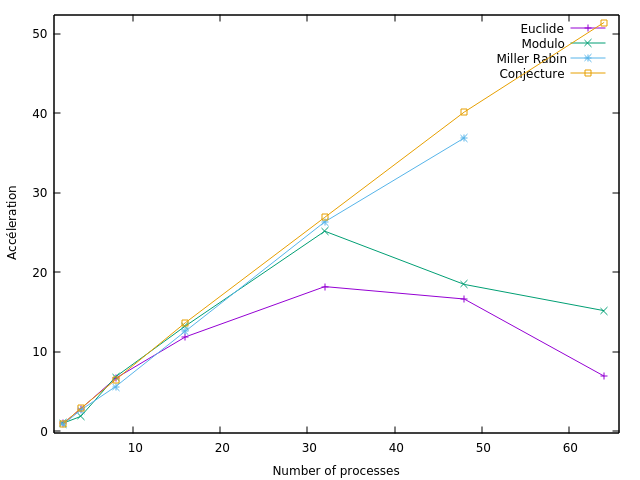 50
40
30
20
10
0
Accéleration
Euclide
Modulo
Miller Rabin
Conjecture
10 20 30 40 50 60
Number of processes